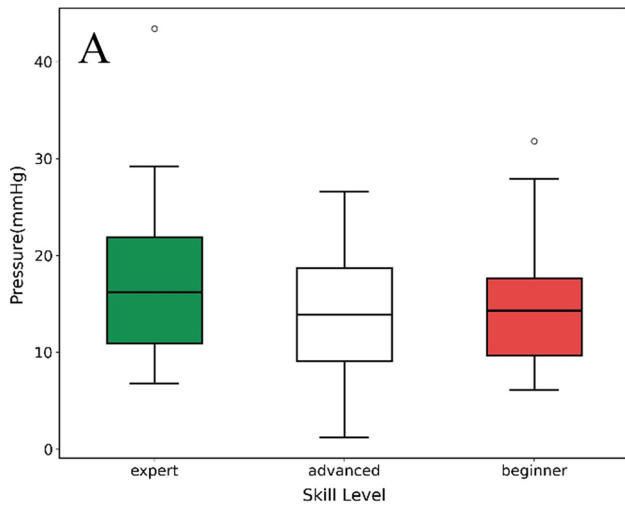 A
40
30
20
10
0
Pressure(mmHg)
expert advanced beginner
Skill Level